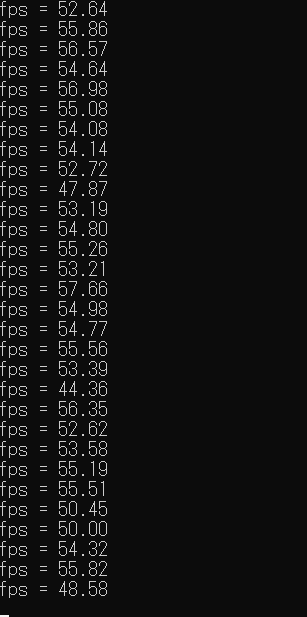 fps = 52.64
fps = 55.86
fps = 56.57
fps = 54.64
fps = 56.98
fps = 55.08
fps = 54.08
fps = 54.14
fps = 52.72
fps = 47.87
fps = 53.19
fps = 54.80
fps = 55.26
fps = 53.21
fps = 57.66
fps = 54.98
fps = 54.77
fps = 55.56
fps = 53.39
fps = 44.36
fps = 56.35
fps = 52.62
fps = 53.58
fps = 55.19
fps = 55.51
fps = 50.45
fps = 50.00
fps = 54.32
fps = 55.82
fps = 48.58